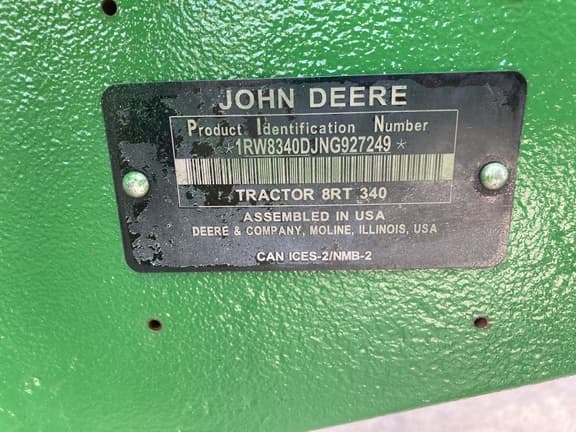 JOHN DEERE
Product Identification Number
*1RW8340DJNG927249*
TRACTOR 8RT 340
ASSEMBLED IN USA
DEERE & COMPANY, MOLINE, ILLINOIS, USA
CAN ICES-2/NMB-2